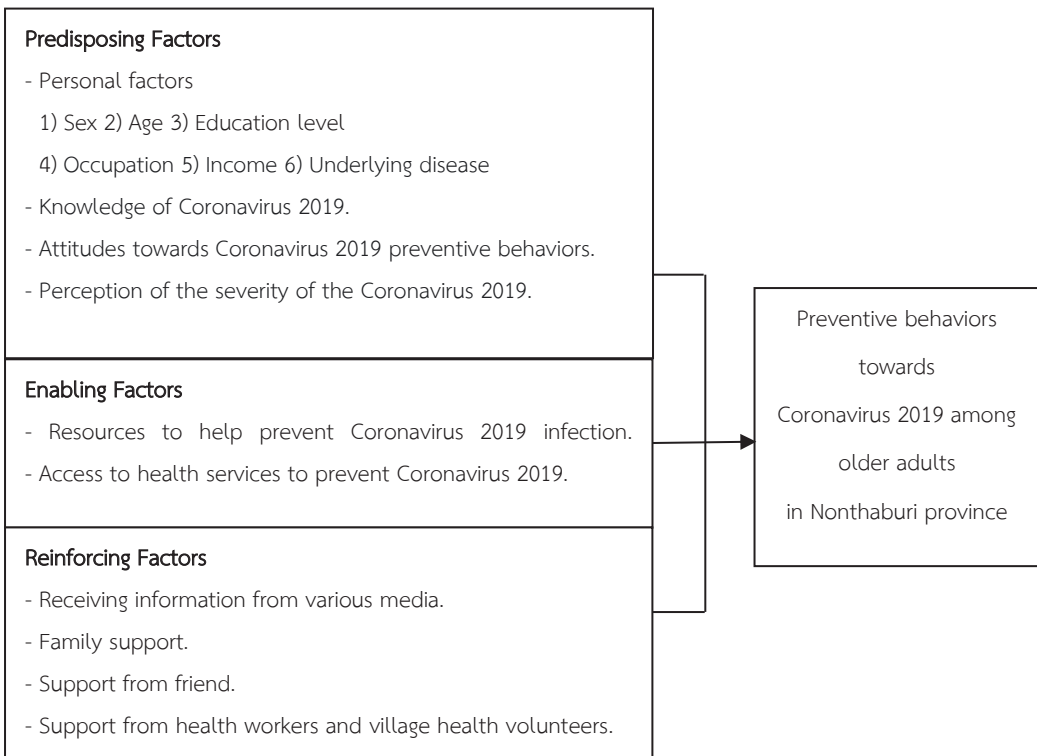 Predisposing Factors
- Personal factors
1) Sex 2) Age 3) Education level
4) Occupation 5) Income 6) Underlying disease
- Knowledge of Coronavirus 2019.
- Attitudes towards Coronavirus 2019 preventive behaviors.
- Perception of the severity of the Coronavirus 2019.
Enabling Factors
- Resources to help prevent Coronavirus 2019 infection.
- Access to health services to prevent Coronavirus 2019.
Reinforcing Factors
- Receiving information from various media.
- Family support.
- Support from friend.
- Support from health workers and village health volunteers.
Preventive behaviors
towards
Coronavirus 2019 among
older adults
in Nonthaburi province